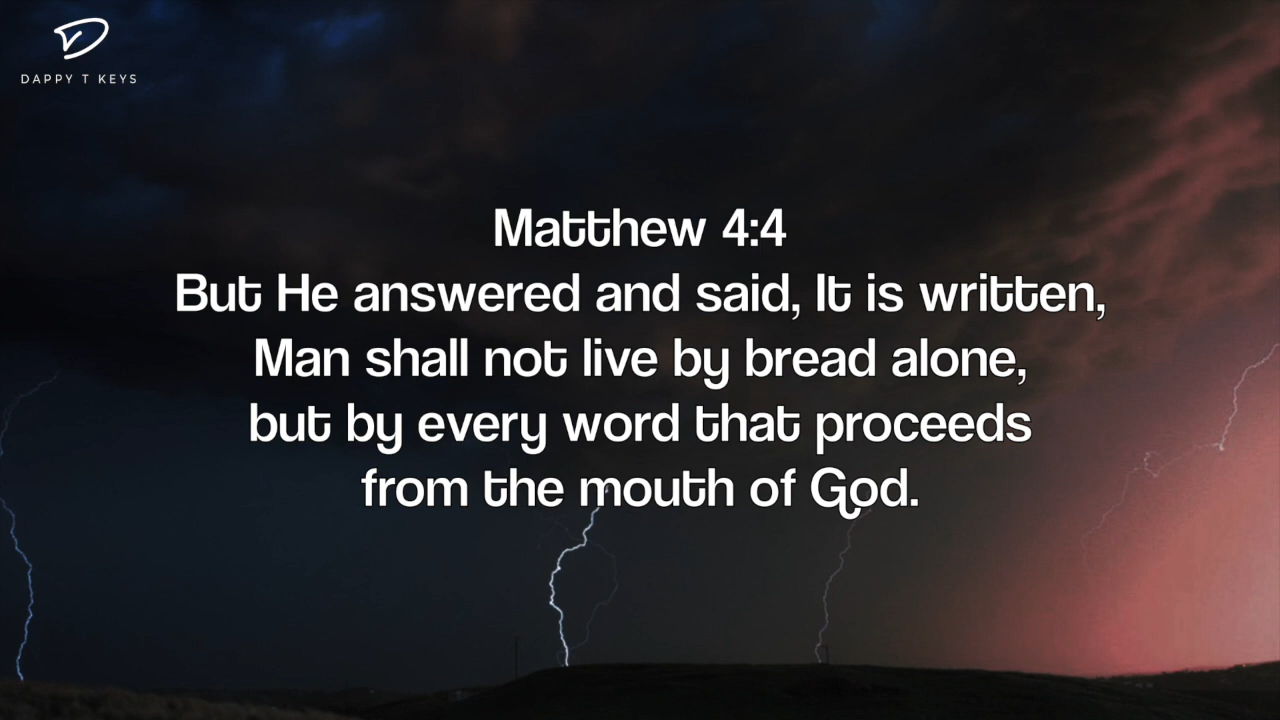 DAPPY T KEYS
Matthew 4:4
But He answered and said, It is written,
Man shall not live by bread alone,
but by every word that proceeds
from the mouth of God.